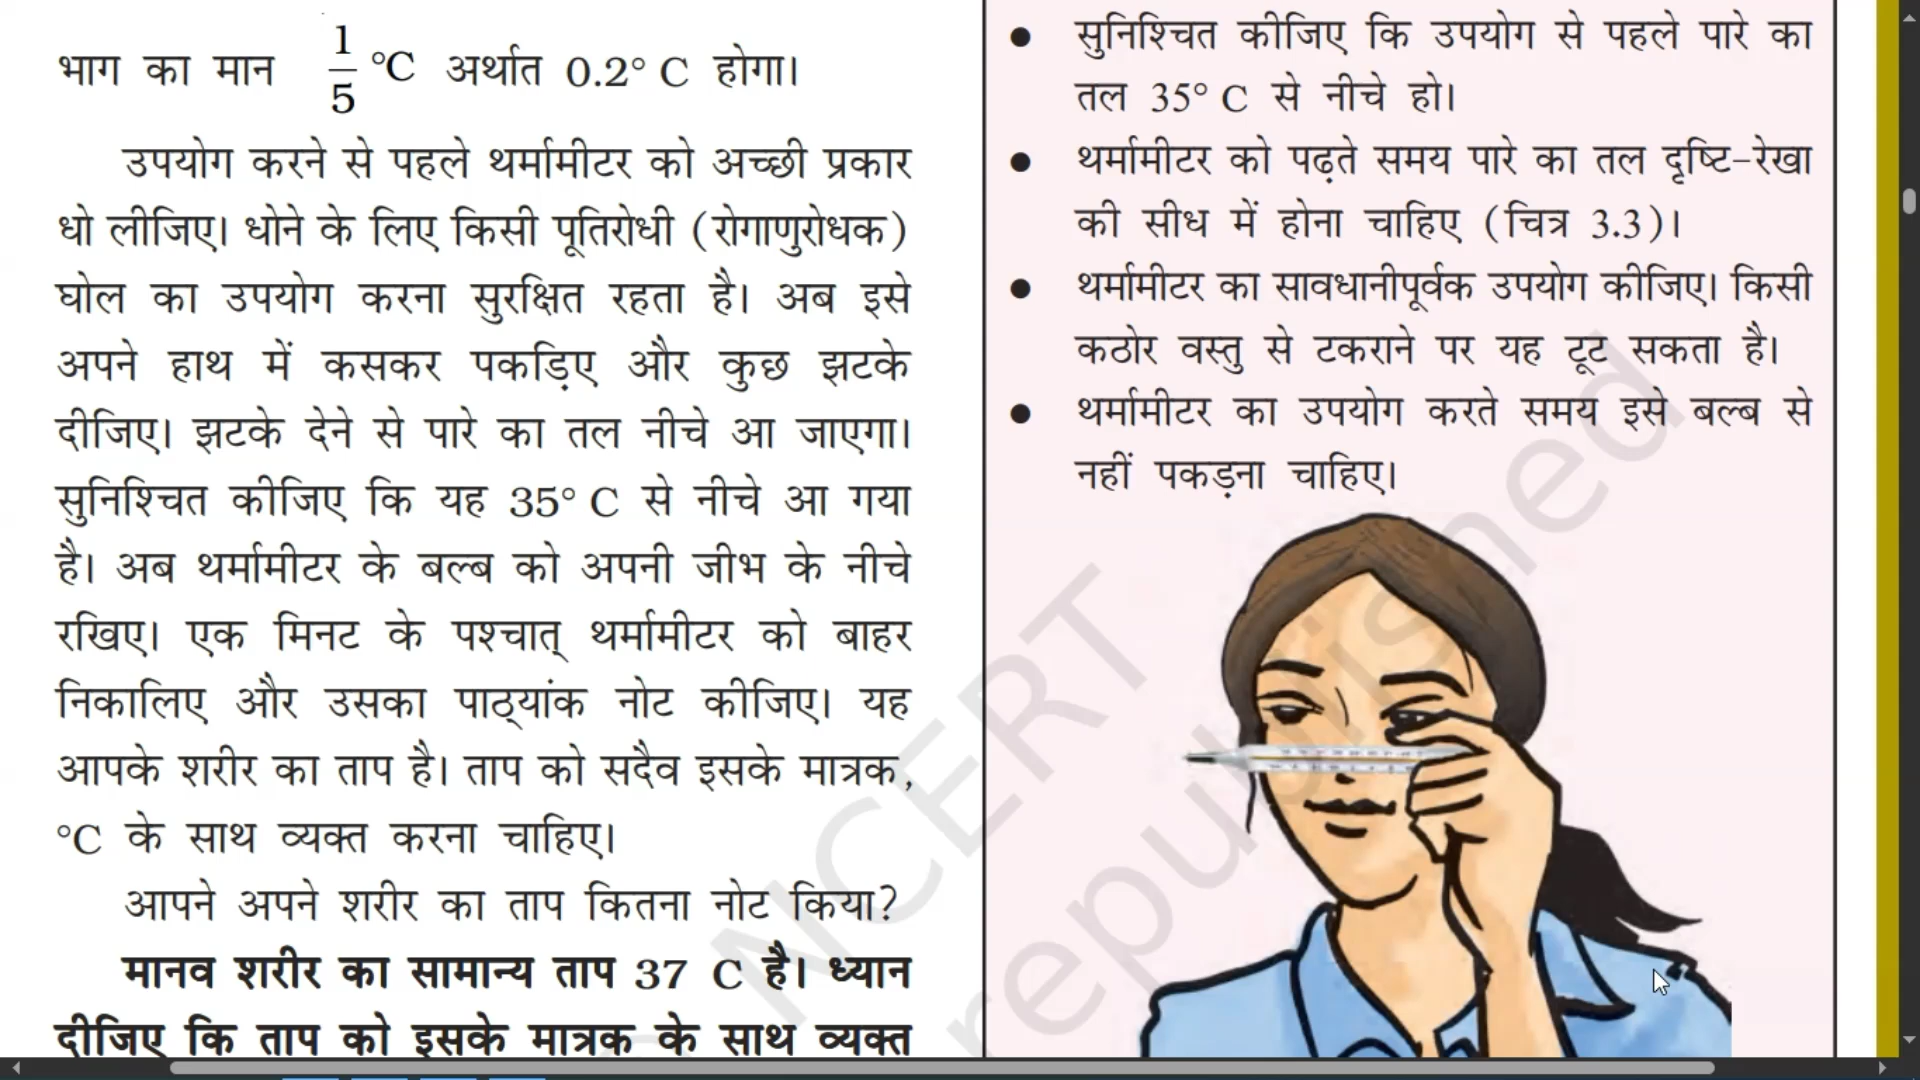 भाग का मान 1/5 °C अर्थात 0.2° C होगा।
उपयोग करने से पहले थर्मामीटर को अच्छी प्रकार
धो लीजिए। धोने के लिए किसी पूतिरोधी (रोगाणुरोधक)
घोल का उपयोग करना सुरक्षित रहता है। अब इसे
अपने हाथ में कसकर पकड़िए और कुछ झटके
दीजिए। झटके देने से पारे का तल नीचे आ जाएगा।
सुनिश्चित कीजिए कि यह 35° C से नीचे आ गया
है। अब थर्मामीटर के बल्ब को अपनी जीभ के नीचे
रखिए। एक मिनट के पश्चात् थर्मामीटर को बाहर
निकालिए और उसका पाठ्यांक नोट कीजिए। यह
आपके शरीर का ताप है। ताप को सदैव इसके मात्रक,
°C के साथ व्यक्त करना चाहिए।
आपने अपने शरीर का ताप कितना नोट किया?
मानव शरीर का सामान्य ताप 37 C है। ध्यान
दीजिए कि ताप को इसके मात्रक के साथ व्यक्त
● सुनिश्चित कीजिए कि उपयोग से पहले पारे का
तल 35° C से नीचे हो।
● थर्मामीटर को पढ़ते समय पारे का तल दृष्टि-रेखा
की सीध में होना चाहिए (चित्र 3.3)।
● थर्मामीटर का सावधानीपूर्वक उपयोग कीजिए। किसी
कठोर वस्तु से टकराने पर यह टूट सकता है।
● थर्मामीटर का उपयोग करते समय इसे बल्ब से
नहीं पकड़ना चाहिए।
NCERT
republished